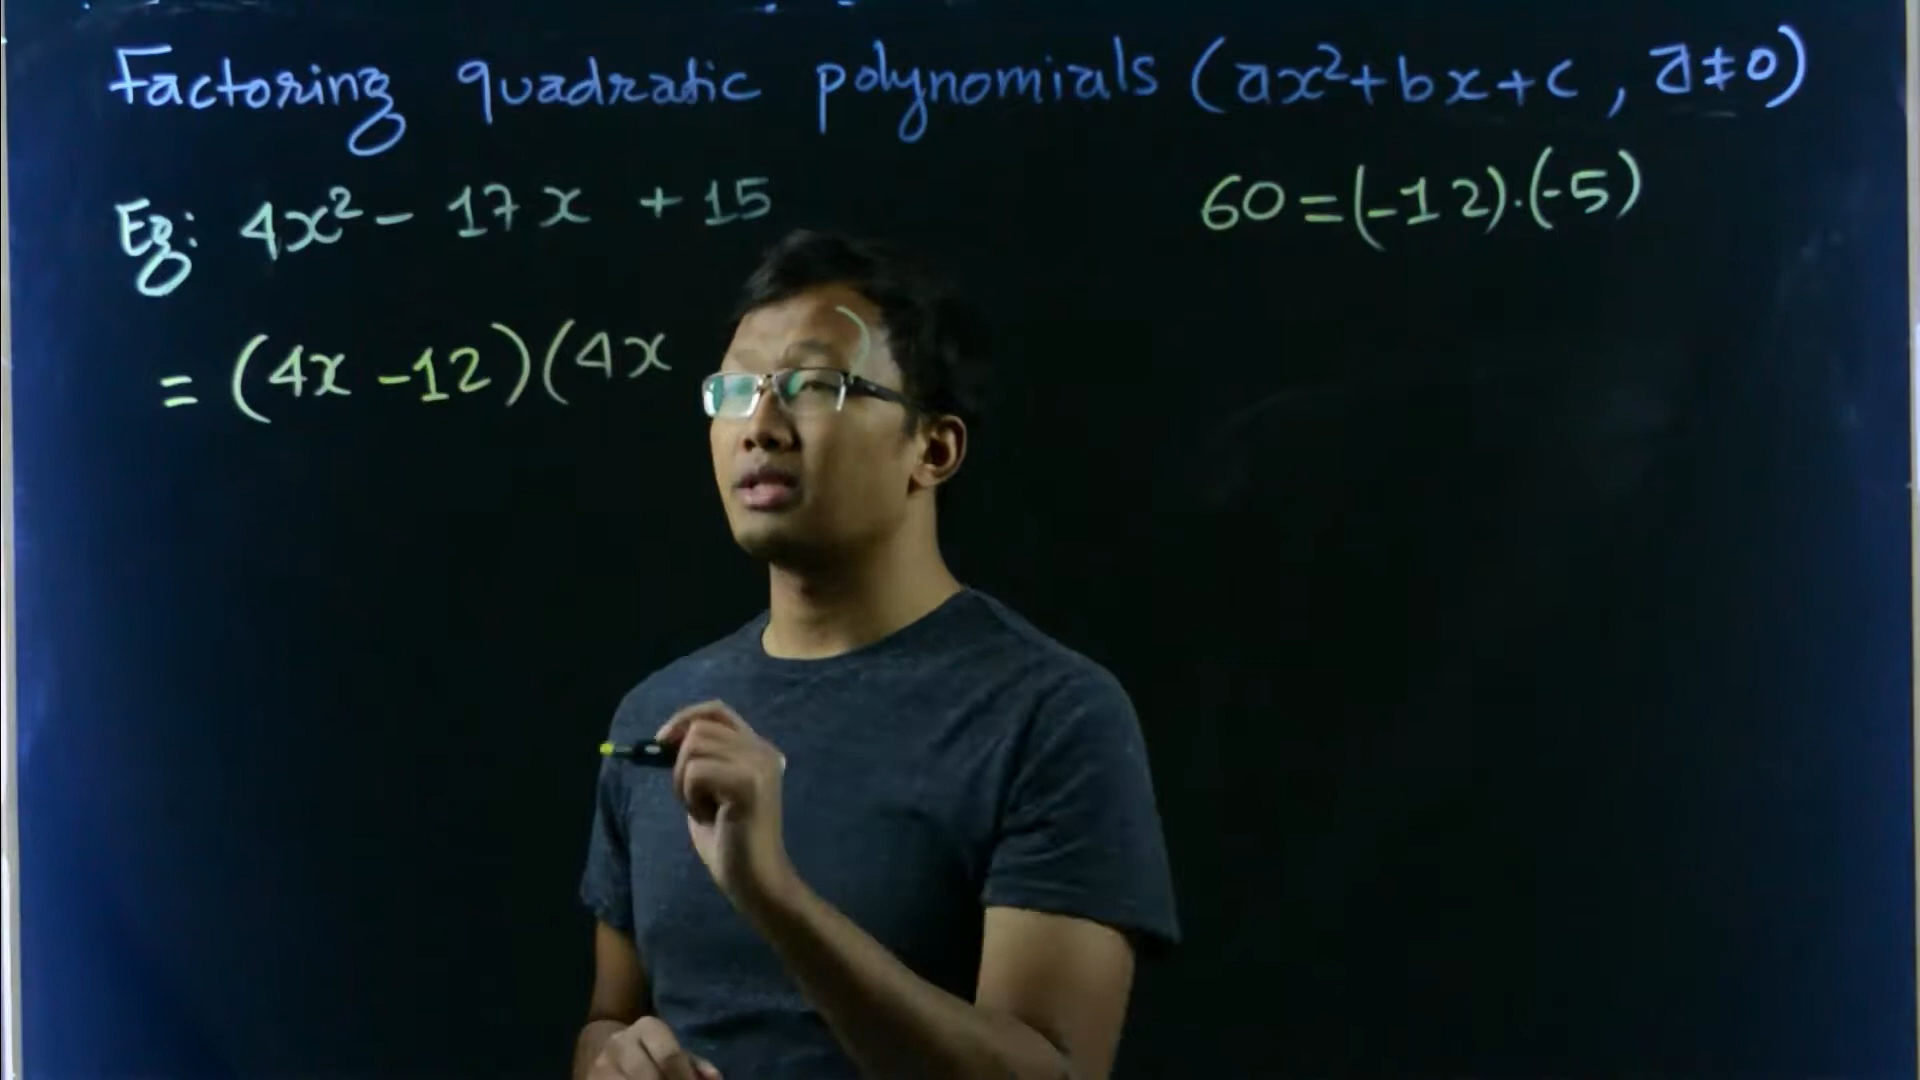 Factoring quadratic polynomials (ax²+bx+c, a≠0)
Eg: 4x² - 17x + 15
60 = (-12)·(-5)
= (4x - 12)(4x )